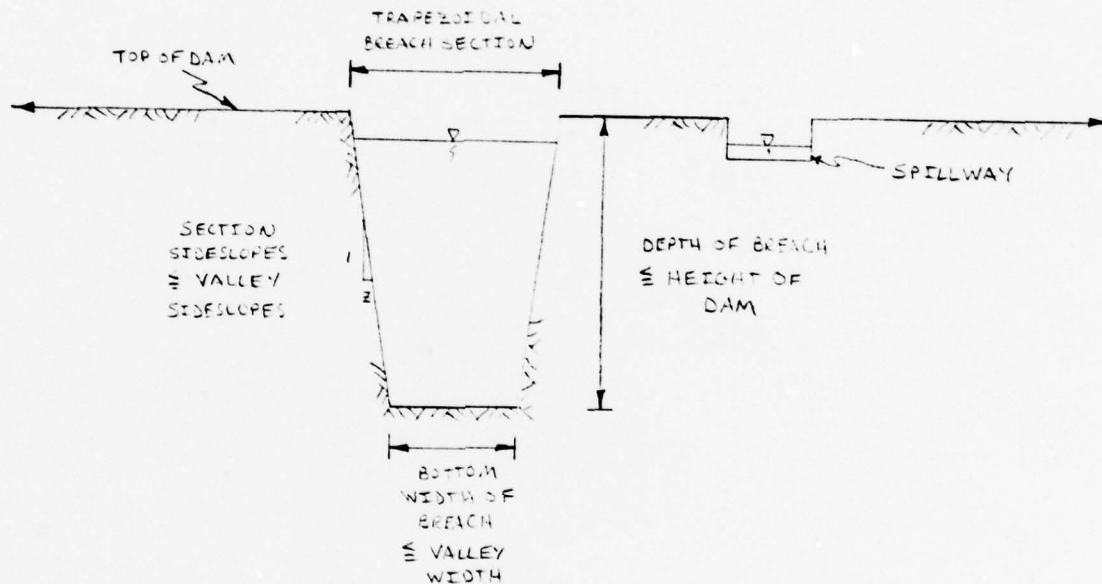 TRAPEZOIDAL
BREACH SECTION
TOP OF DAM
SPILLWAY
SECTION
SIDESLOPES
≤ VALLEY
SIDESLOPES
1
Z
DEPTH OF BREACH
≤ HEIGHT OF
DAM
BOTTOM
WIDTH OF
BREACH
≤ VALLEY
WIDTH